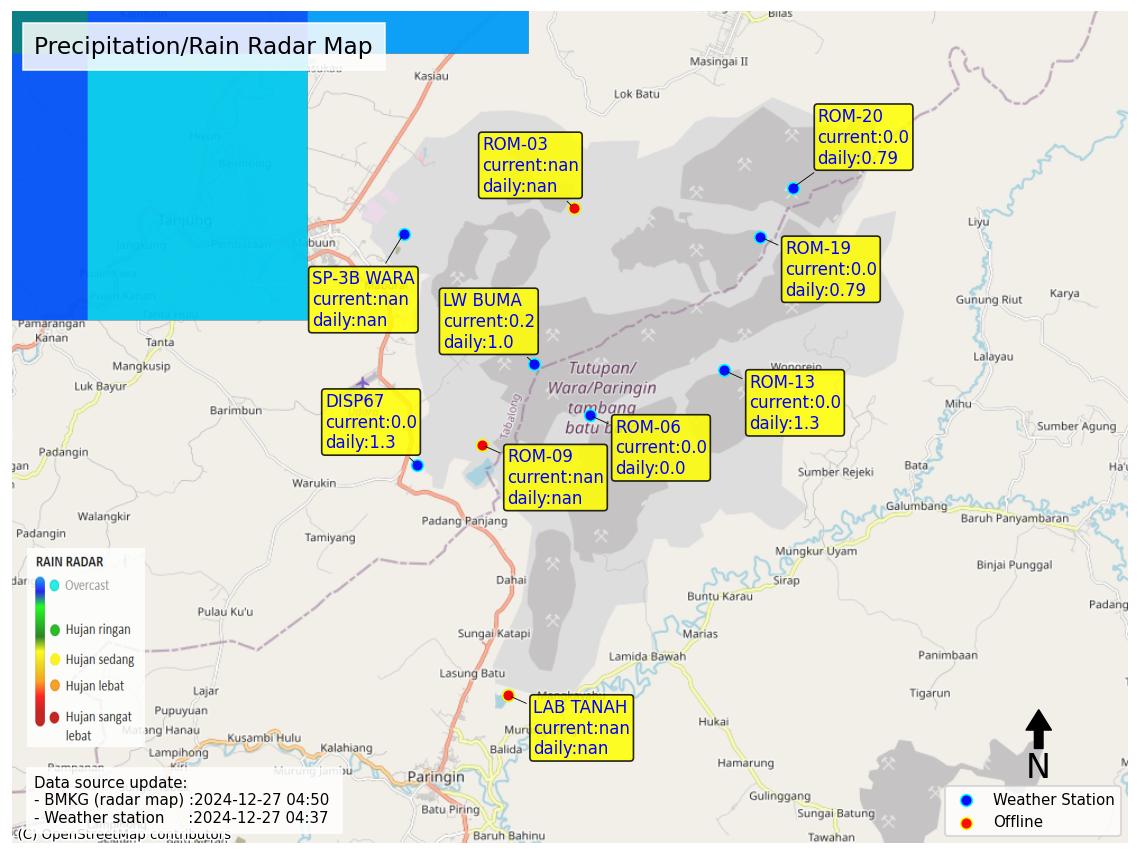 Precipitation/Rain Radar Map
Bilas
Masingai II
Kasiau
Lok Batu
ROM-20
current:0.0
daily:0.79
ROM-03
current:nan
daily:nan
Tanjung
Mabuun
Liyu
ROM-19
current:0.0
daily:0.79
SP-3B WARA
current:nan
daily:nan
LW BUMA
current:0.2
daily:1.0
Gunung Riut
Karya
Pamarangan
Kanan
Tanta
Mangkusip
Luk Bayur
Lalayau
Tutupan/
Wara/Paringin
tambang
batu b
Wonorejo
ROM-13
current:0.0
daily:1.3
DISP67
current:0.0
daily:1.3
Barimbun
Tabalong
Mihu
ROM-06
current:0.0
daily:0.0
Sumber Agung
ROM-09
current:nan
daily:nan
Padangin
Warukin
Sumber Rejeki
Bata
Galumbang
Baruh Panyambaran
Walangkir
Padangin
Padang Panjang
Tamiyang
Mungkur Uyam
Binjai Punggal
RAIN RADAR
Overcast
Hujan ringan
Hujan sedang
Hujan lebat
Hujan sangat
lebat
Dahai
Sirap
Buntu Karau
Pulau Ku'u
Padang
Sungai Katapi
Marias
Lamida Bawah
Panimbaan
Lasung Batu
Lajar
Tigarun
Pupuyuan
LAB TANAH
current:nan
daily:nan
Matang Hanau
Hukai
Kusambi Hulu
Kalahiang
Lampihong
Balida
Murung Jambu
Paringin
Hamarung
N
Data source update:
- BMKG (radar map) :2024-12-27 04:50
- Weather station :2024-12-27 04:37
Batu Piring
Gulinggang
Sungai Batung
Weather Station
Offline
(C) OpenStreetMap contributors
Baruh Bahinu
Tawahan